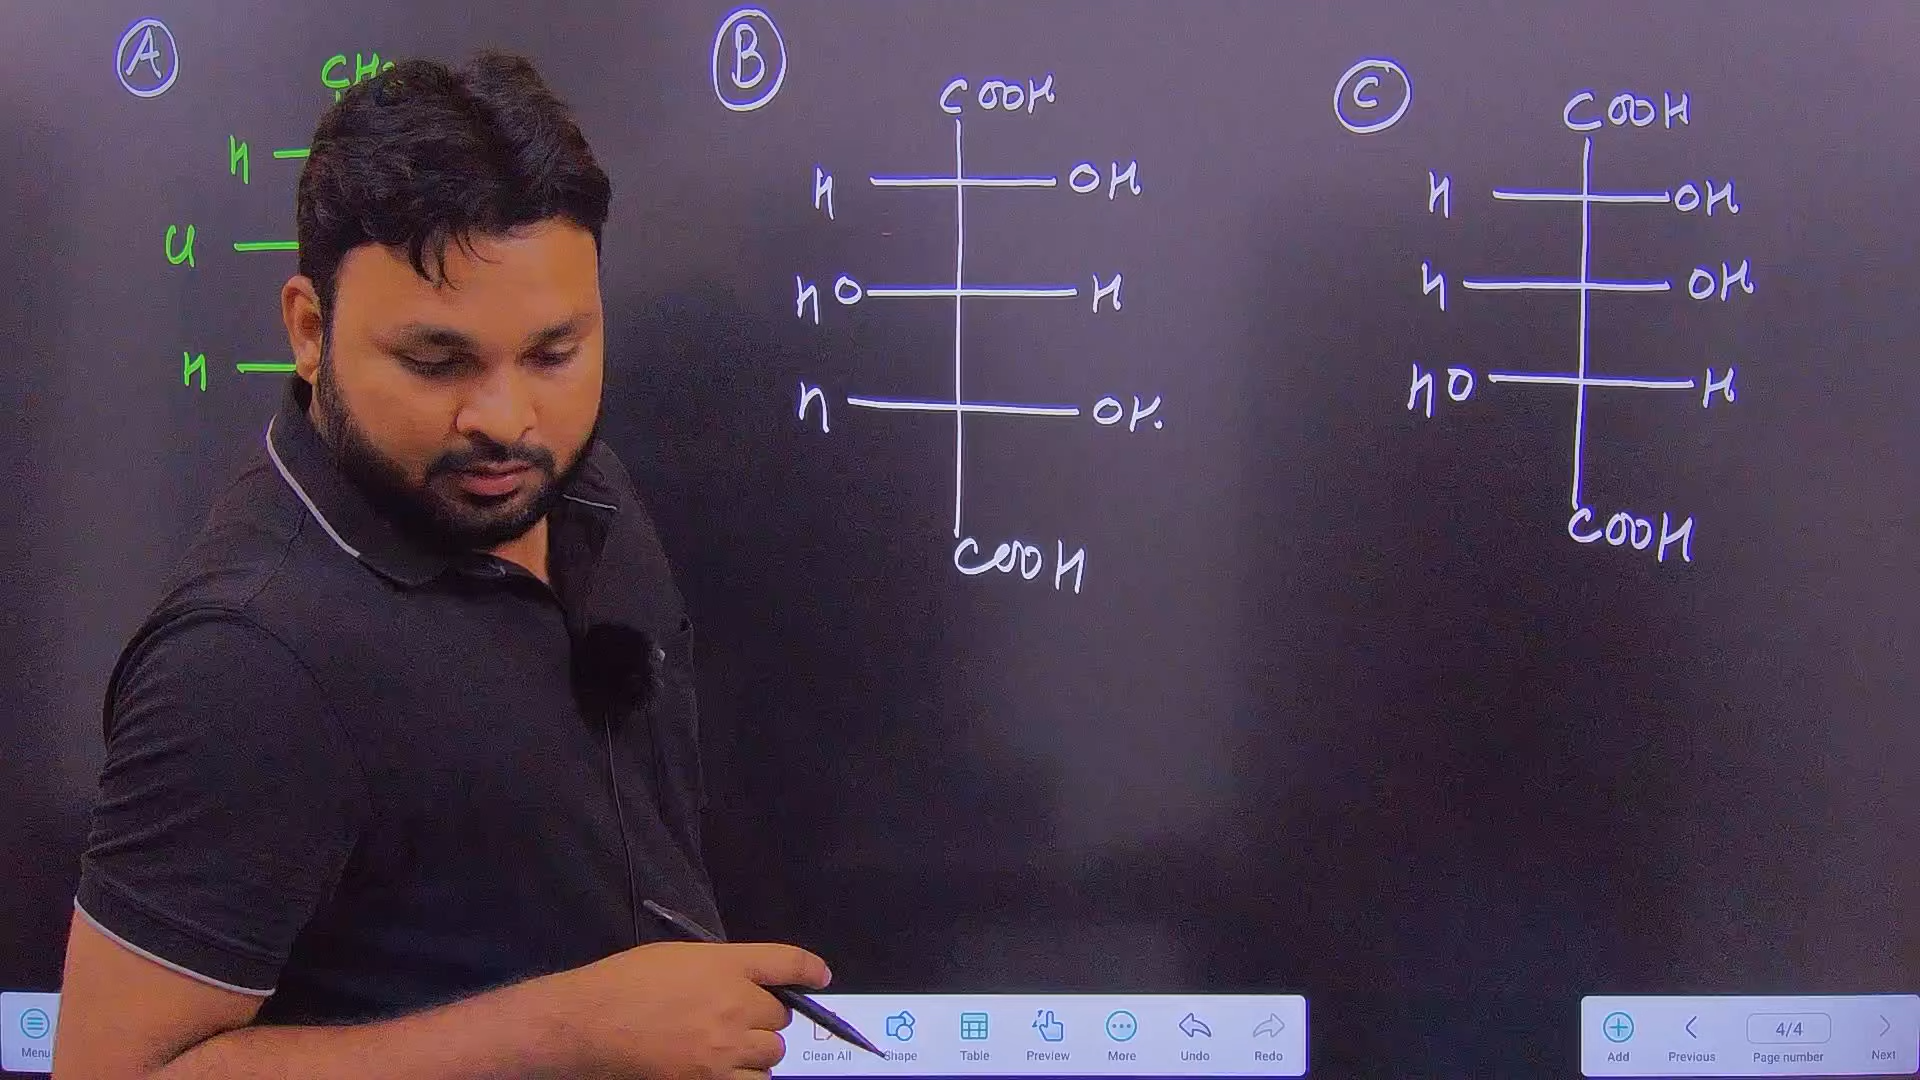 A
CH
H
Cl
H
B
COOH
H OH
HO H
H OH.
COOH
C
COOH
H OH
H OH
HO H
COOH
Menu
Clean All
Shape
Table
Preview
More
Undo
Redo
Add
Previous
4/4
Page number
Next